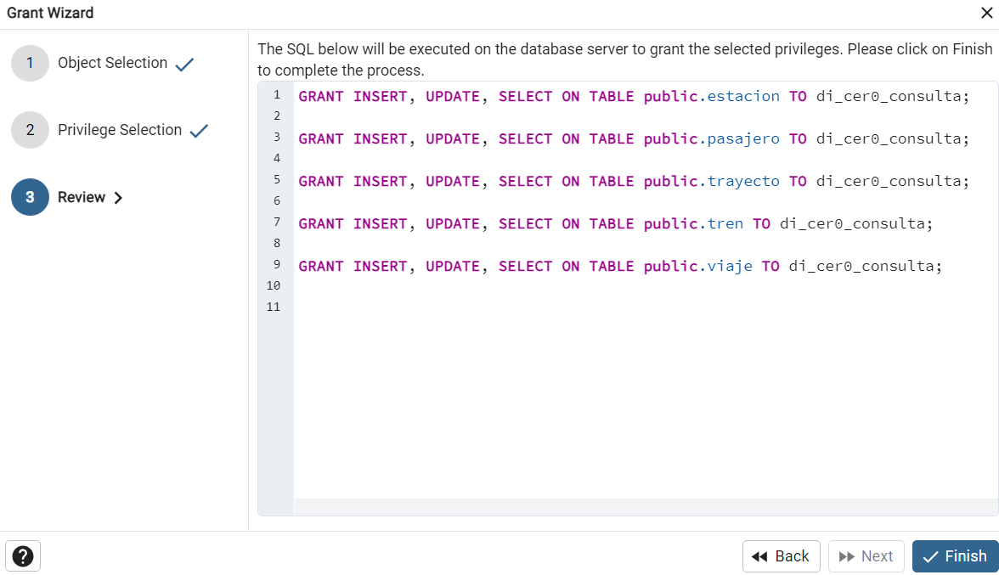 Grant Wizard
1 Object Selection
2 Privilege Selection
3 Review
The SQL below will be executed on the database server to grant the selected privileges. Please click on Finish
to complete the process.
1 GRANT INSERT, UPDATE, SELECT ON TABLE public.estacion TO di_cer0_consulta;
2
3 GRANT INSERT, UPDATE, SELECT ON TABLE public.pasajero TO di_cer0_consulta;
4
5 GRANT INSERT, UPDATE, SELECT ON TABLE public.trayecto TO di_cer0_consulta;
6
7 GRANT INSERT, UPDATE, SELECT ON TABLE public.tren TO di_cer0_consulta;
8
9 GRANT INSERT, UPDATE, SELECT ON TABLE public.viaje TO di_cer0_consulta;
10
11
? Back Next Finish